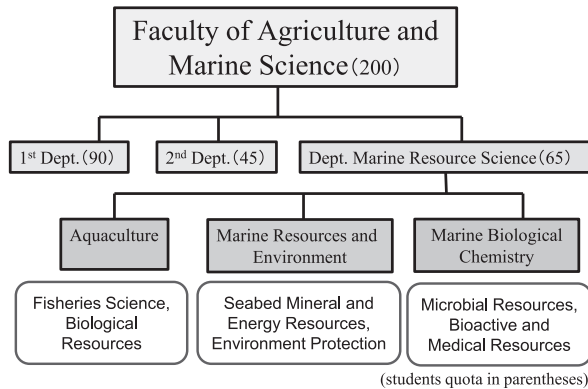 Faculty of Agriculture and
Marine Science(200)
1st Dept.(90)
2nd Dept.(45)
Dept. Marine Resource Science(65)
Aquaculture
Marine Resources and
Environment
Marine Biological
Chemistry
Fisheries Science,
Biological
Resources
Seabed Mineral and
Energy Resources,
Environment Protection
Microbial Resources,
Bioactive and
Medical Resources
(students quota in parentheses)